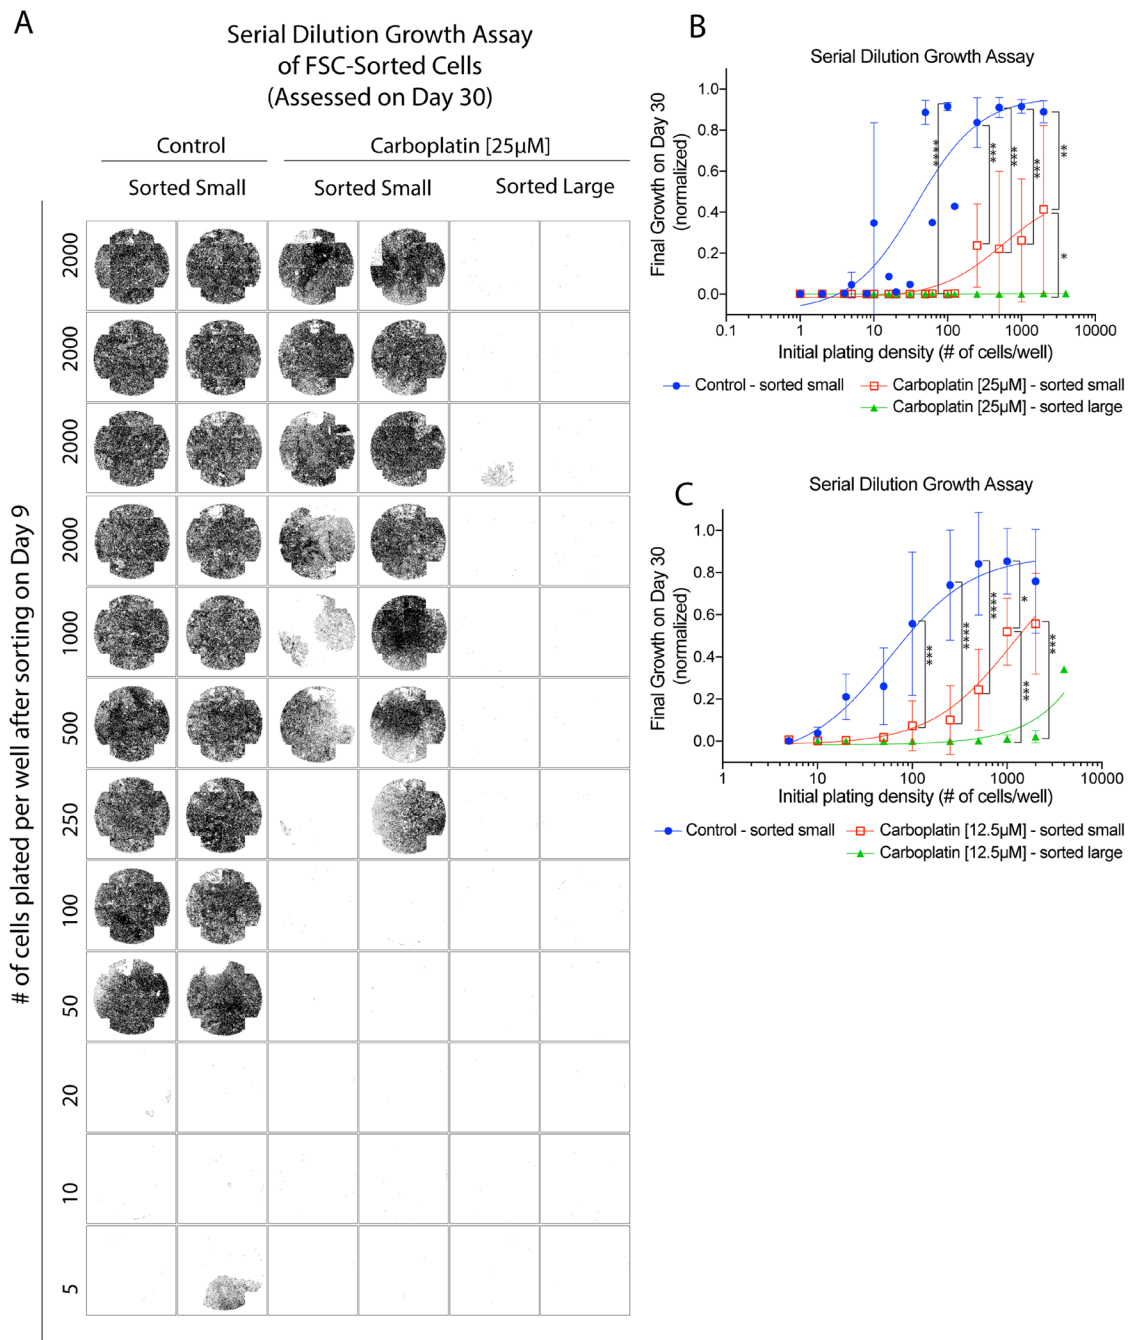 A
Serial Dilution Growth Assay
of FSC-Sorted Cells
(Assessed on Day 30)
Control
Carboplatin [25µM]
Sorted Small
Sorted Small
Sorted Large
# of cells plated per well after sorting on Day 9
2000
2000
2000
2000
1000
500
250
100
50
20
10
5
B
Serial Dilution Growth Assay
Final Growth on Day 30
(normalized)
1.0
0.8
0.6
0.4
0.2
0.0
0.1
1
10
100
1000
10000
****
***
***
***
**
*
Initial plating density (# of cells/well)
Control - sorted small
Carboplatin [25µM] - sorted small
Carboplatin [25µM] - sorted large
C
Serial Dilution Growth Assay
Final Growth on Day 30
(normalized)
1.0
0.8
0.6
0.4
0.2
0.0
1
10
100
1000
10000
***
****
****
*
***
***
Initial plating density (# of cells/well)
Control - sorted small
Carboplatin [12.5µM] - sorted small
Carboplatin [12.5µM] - sorted large